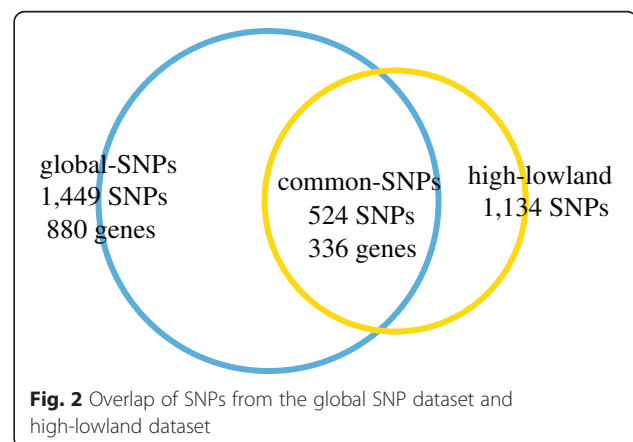 global-SNPs
1,449 SNPs
880 genes
common-SNPs
524 SNPs
336 genes
high-lowland
1,134 SNPs
Fig. 2 Overlap of SNPs from the global SNP dataset and
high-lowland dataset